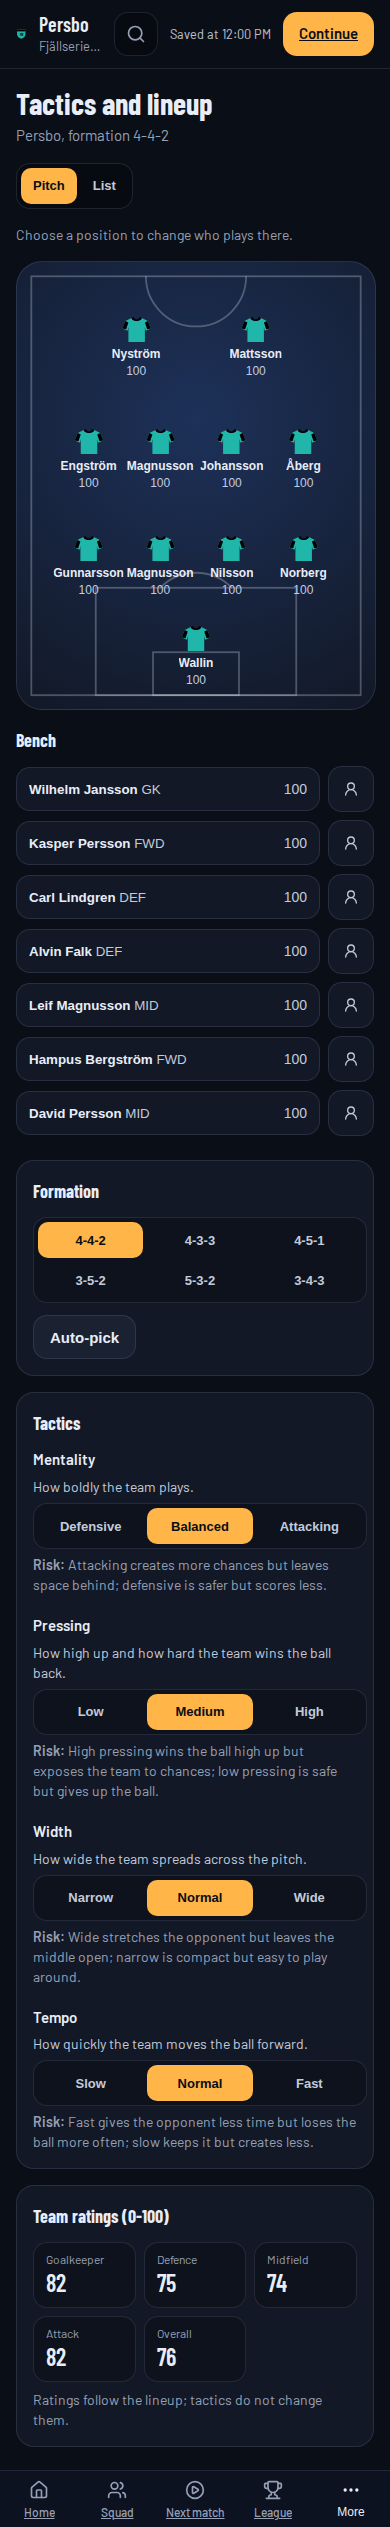 Persbo
Fjällserie...
Saved at 12:00 PM
Continue
Tactics and lineup
Persbo, formation 4-4-2
Pitch
List
Choose a position to change who plays there.
Nyström
Mattsson
100
100
Engström
Magnusson
Johansson
Åberg
100
100
100
100
Gunnarsson
Magnusson
Nilsson
Norberg
100
100
100
100
Wallin
100
Bench
Wilhelm Jansson GK 100
Kasper Persson FWD 100
Carl Lindgren DEF 100
Alvin Falk DEF 100
Leif Magnusson MID 100
Hampus Bergström FWD 100
David Persson MID 100
Formation
4-4-2
4-3-3
4-5-1
3-5-2
5-3-2
3-4-3
Auto-pick
Tactics
Mentality
How boldly the team plays.
Defensive
Balanced
Attacking
Risk: Attacking creates more chances but leaves
space behind; defensive is safer but scores less.
Pressing
How high up and how hard the team wins the ball
back.
Low
Medium
High
Risk: High pressing wins the ball high up but
exposes the team to chances; low pressing is safe
but gives up the ball.
Width
How wide the team spreads across the pitch.
Narrow
Normal
Wide
Risk: Wide stretches the opponent but leaves the
middle open; narrow is compact but easy to play
around.
Tempo
How quickly the team moves the ball forward.
Slow
Normal
Fast
Risk: Fast gives the opponent less time but loses the
ball more often; slow keeps it but creates less.
Team ratings (0-100)
Goalkeeper
82
Defence
75
Midfield
74
Attack
82
Overall
76
Ratings follow the lineup; tactics do not change
them.
Home
Squad
Next match
League
More